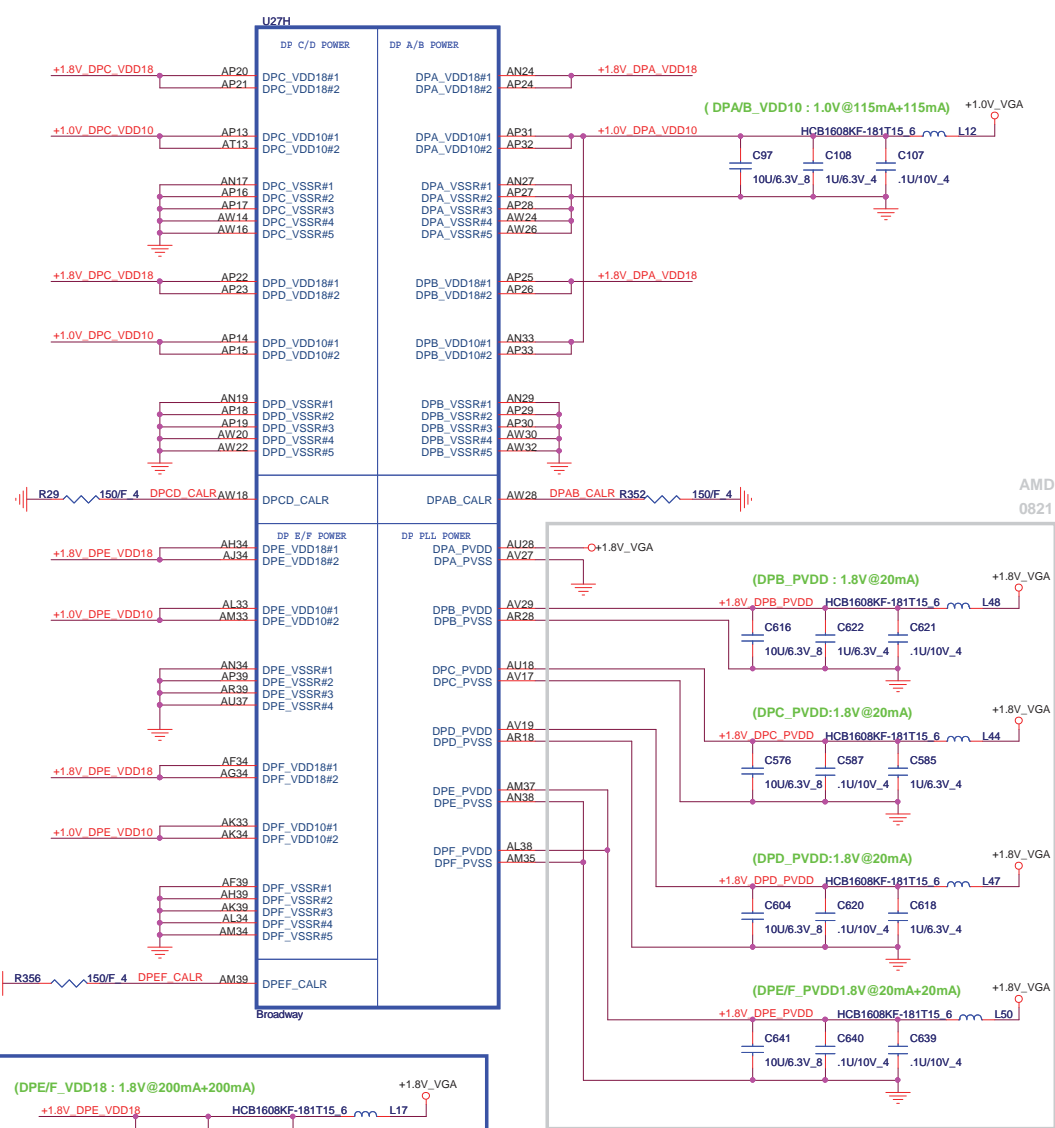 U27H
DP C/D POWER
DP A/B POWER
+1.8V_DPC_VDD18
AP20 DPC_VDD18#1
AP21 DPC_VDD18#2
DPA_VDD18#1 AN24
DPA_VDD18#2 AP24
+1.8V_DPA_VDD18
( DPA/B_VDD10 : 1.0V@115mA+115mA)
+1.0V_VGA
+1.0V_DPC_VDD10
AP13 DPC_VDD10#1
AT13 DPC_VDD10#2
DPA_VDD10#1 AP31
DPA_VDD10#2 AP32
+1.0V_DPA_VDD10
HCB1608KF-181T15_6 L12
C97
10U/6.3V_8
C108
1U/6.3V_4
C107
.1U/10V_4
AN17 DPC_VSSR#1
AP16 DPC_VSSR#2
AP17 DPC_VSSR#3
AW14 DPC_VSSR#4
AW16 DPC_VSSR#5
DPA_VSSR#1 AN27
DPA_VSSR#2 AP27
DPA_VSSR#3 AP28
DPA_VSSR#4 AW24
DPA_VSSR#5 AW26
+1.8V_DPC_VDD18
AP22 DPD_VDD18#1
AP23 DPD_VDD18#2
DPB_VDD18#1 AP25
DPB_VDD18#2 AP26
+1.8V_DPA_VDD18
+1.0V_DPC_VDD10
AP14 DPD_VDD10#1
AP15 DPD_VDD10#2
DPB_VDD10#1 AN33
DPB_VDD10#2 AP33
AN19 DPD_VSSR#1
AP18 DPD_VSSR#2
AP19 DPD_VSSR#3
AW20 DPD_VSSR#4
AW22 DPD_VSSR#5
DPB_VSSR#1 AN29
DPB_VSSR#2 AP29
DPB_VSSR#3 AP30
DPB_VSSR#4 AW30
DPB_VSSR#5 AW32
R29 150/F_4 DPCD_CALR AW18 DPCD_CALR
DPAB_CALR AW28 DPAB_CALR R352 150/F_4
AMD
0821
DP E/F POWER
DP PLL POWER
+1.8V_DPE_VDD18
AH34 DPE_VDD18#1
AJ34 DPE_VDD18#2
DPA_PVDD AU28 +1.8V_VGA
DPA_PVSS AV27
+1.0V_DPE_VDD10
AL33 DPE_VDD10#1
AM33 DPE_VDD10#2
DPB_PVDD AV29
DPB_PVSS AR28
(DPB_PVDD : 1.8V@20mA)
+1.8V_VGA
+1.8V_DPB_PVDD HCB1608KF-181T15_6 L48
C616
10U/6.3V_8
C622
1U/6.3V_4
C621
.1U/10V_4
AN34 DPE_VSSR#1
AP39 DPE_VSSR#2
AR39 DPE_VSSR#3
AU37 DPE_VSSR#4
DPC_PVDD AU18
DPC_PVSS AV17
(DPC_PVDD:1.8V@20mA)
+1.8V_VGA
+1.8V_DPC_PVDD HCB1608KF-181T15_6 L44
C576
10U/6.3V_8
C587
.1U/10V_4
C585
1U/6.3V_4
DPD_PVDD AV19
DPD_PVSS AR18
+1.8V_DPE_VDD18
AF34 DPF_VDD18#1
AG34 DPF_VDD18#2
DPE_PVDD AM37
DPE_PVSS AN38
+1.0V_DPE_VDD10
AK33 DPF_VDD10#1
AK34 DPF_VDD10#2
DPF_PVDD AL38
DPF_PVSS AM35
(DPD_PVDD:1.8V@20mA)
+1.8V_VGA
+1.8V_DPD_PVDD HCB1608KF-181T15_6 L47
C604
10U/6.3V_8
C620
.1U/10V_4
C618
1U/6.3V_4
AF39 DPF_VSSR#1
AH39 DPF_VSSR#2
AK39 DPF_VSSR#3
AL34 DPF_VSSR#4
AM34 DPF_VSSR#5
R356 150/F_4 DPEF_CALR AM39 DPEF_CALR
Broadway
(DPE/F_PVDD1.8V@20mA+20mA)
+1.8V_VGA
+1.8V_DPE_PVDD HCB1608KF-181T15_6 L50
C641
10U/6.3V_8
C640
.1U/10V_4
C639
.1U/10V_4
(DPE/F_VDD18 : 1.8V@200mA+200mA)
+1.8V_VGA
+1.8V_DPE_VDD18 HCB1608KF-181T15_6 L17